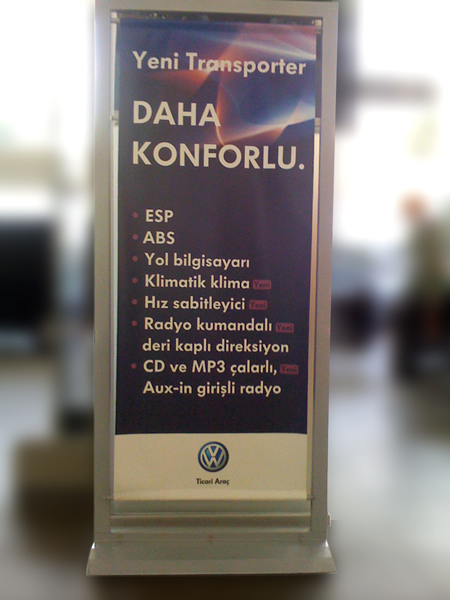 Yeni Transporter
DAHA
KONFORLU.
• ESP
• ABS
• Yol bilgisayarı
• Klimatik klima Yeni
• Hız sabitleyici Yeni
• Radyo kumandalı Yeni
deri kaplı direksiyon
• CD ve MP3 çalarlı, Yeni
Aux-in girişli radyo
Ticari Araç